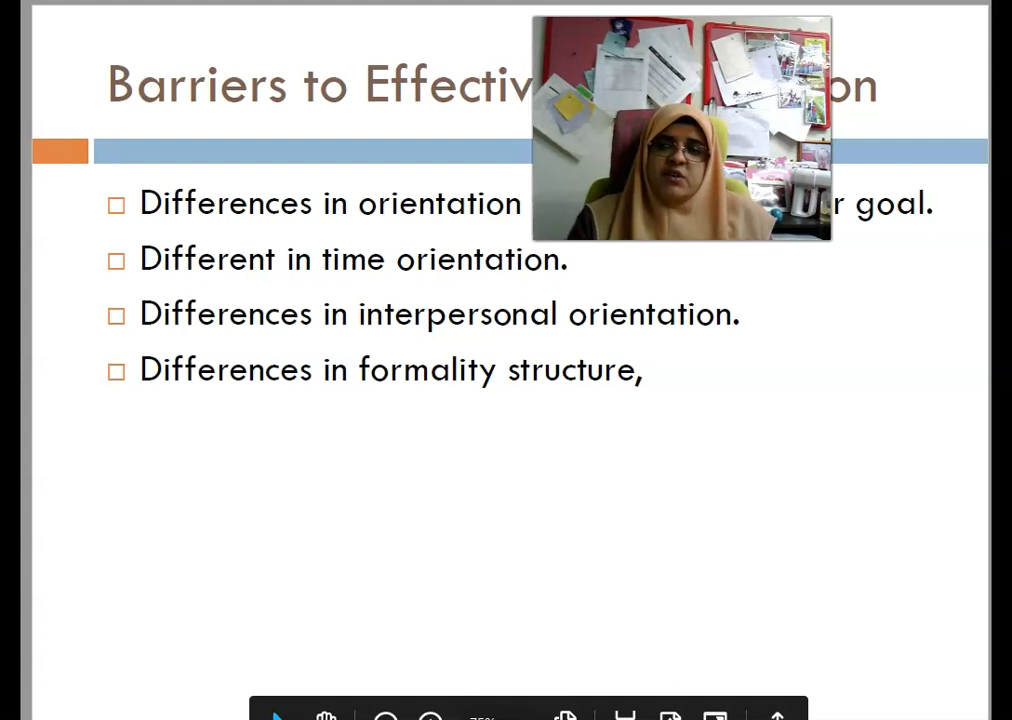 Barriers to Effectiv on
Differences in orientation r goal.
Different in time orientation.
Differences in interpersonal orientation.
Differences in formality structure,